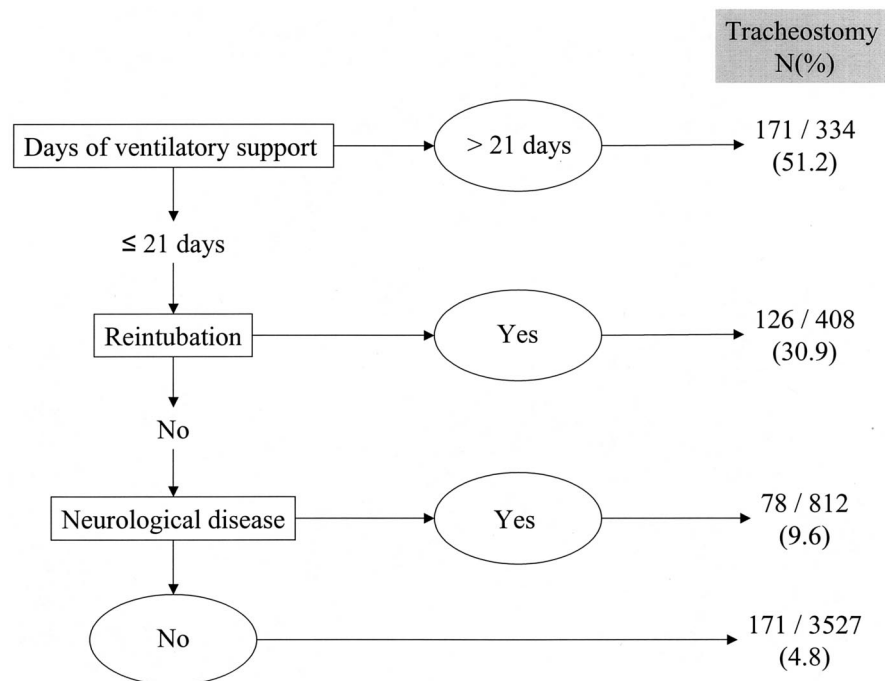 Tracheostomy
N(%)
Days of ventilatory support
> 21 days
171 / 334
(51.2)
≤ 21 days
Reintubation
Yes
126 / 408
(30.9)
No
Neurological disease
Yes
78 / 812
(9.6)
No
171 / 3527
(4.8)